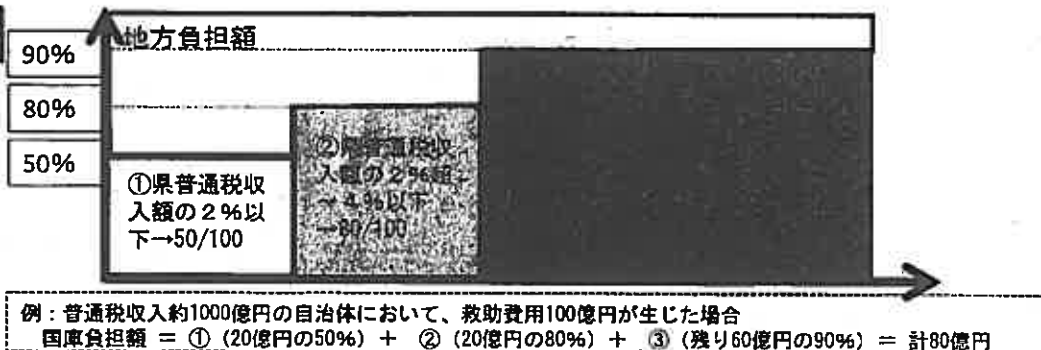 地方負担額
90%
80%
50%
①県普通税収
入額の2%以
下→50/100
②県普通税収
入額の2%超
→4%以下
→80/100
例：普通税収入約1000億円の自治体において、救助費用100億円が生じた場合
国庫負担額 = ①(20億円の50%) + ②(20億円の80%) + ③(残り60億円の90%) = 計80億円